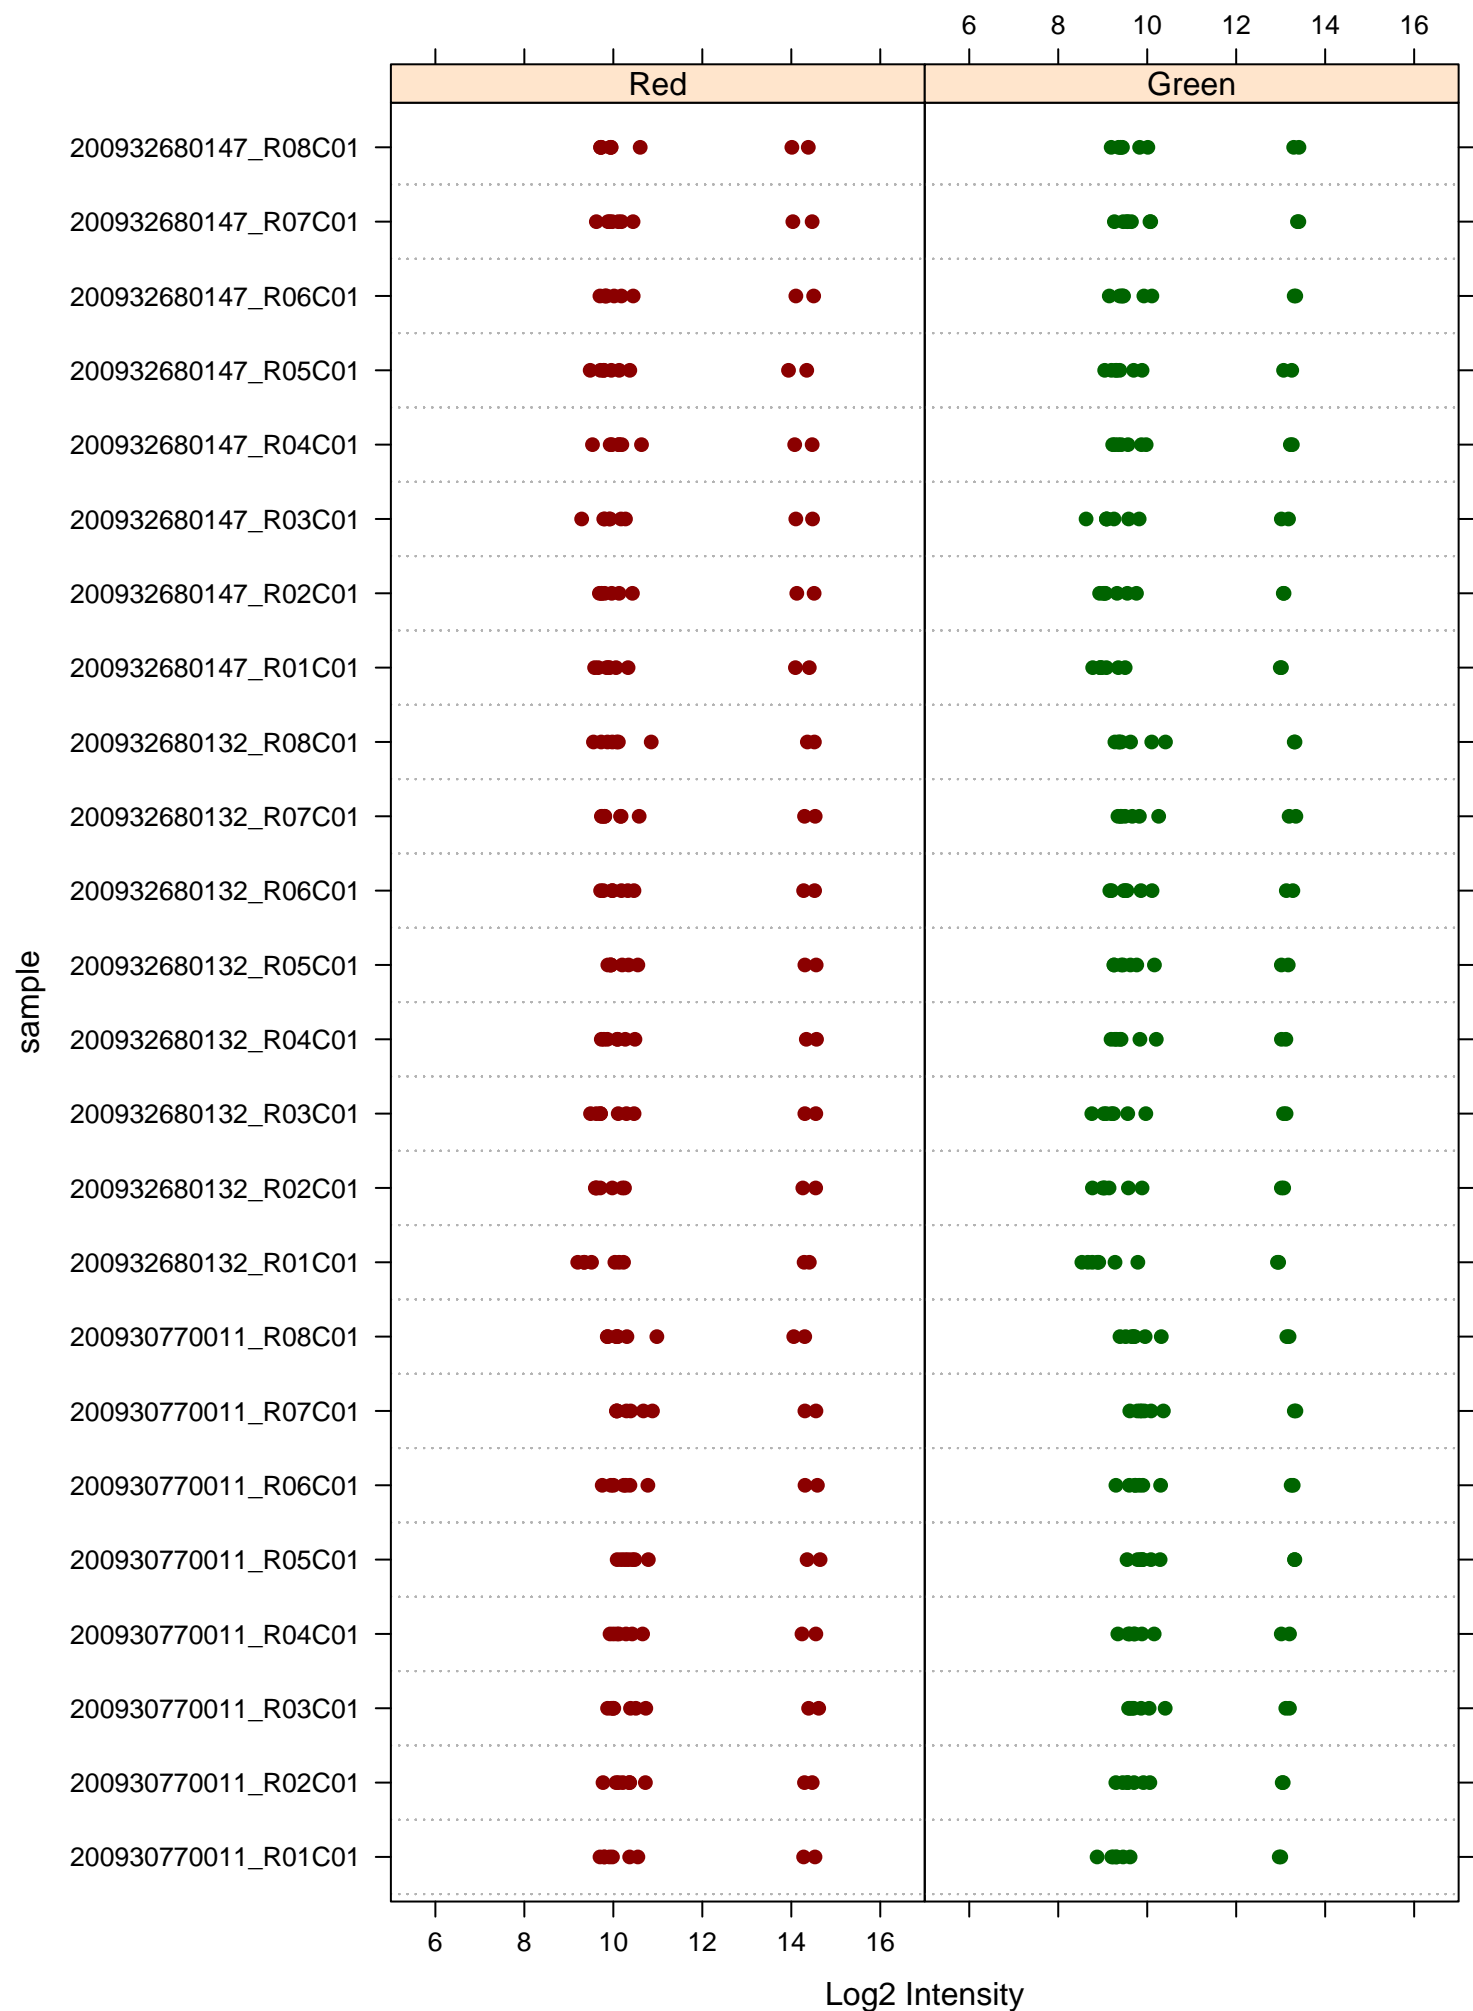 6 8 10 12 14 16
Red Green
200932680147_R08C01
200932680147_R07C01
200932680147_R06C01
200932680147_R05C01
200932680147_R04C01
200932680147_R03C01
200932680147_R02C01
200932680147_R01C01
200932680132_R08C01
200932680132_R07C01
200932680132_R06C01
200932680132_R05C01
200932680132_R04C01
200932680132_R03C01
200932680132_R02C01
200932680132_R01C01
200930770011_R08C01
200930770011_R07C01
200930770011_R06C01
200930770011_R05C01
200930770011_R04C01
200930770011_R03C01
200930770011_R02C01
200930770011_R01C01
sample
6 8 10 12 14 16
Log2 Intensity